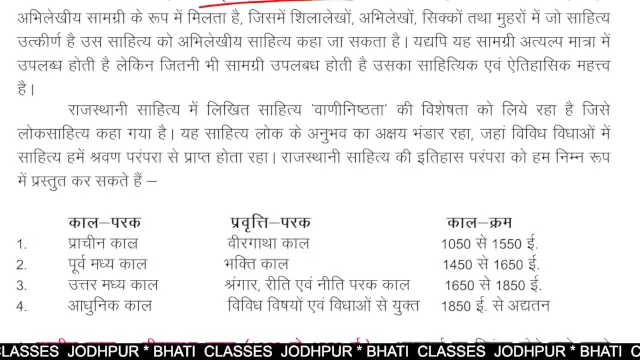 अभिलेखीय सामग्री के रूप में मिलता है, जिसमें शिलालेखों, अभिलेखों, सिक्कों तथा मुहरों में जो साहित्य
उत्कीर्ण है उस साहित्य को अभिलेखीय साहित्य कहा जा सकता है। यद्यपि यह सामग्री अत्यल्प मात्रा में
उपलब्ध होती है लेकिन जितनी भी सामग्री उपलबध होती है उसका साहित्यिक एवं ऐतिहासिक महत्त्व
है।
राजस्थानी साहित्य में लिखित साहित्य 'वाणीनिष्ठता' की विशेषता को लिये रहा है जिसे
लोकसाहित्य कहा गया है। यह साहित्य लोक के अनुभव का अक्षय भंडार रहा, जहां विविध विधाओं में
साहित्य हमें श्रवण परंपरा से प्राप्त होता रहा। राजस्थानी साहित्य की इतिहास परंपरा को हम निम्न रूप
में प्रस्तुत कर सकते हैं –
काल–परक प्रवृत्ति–परक काल–क्रम
1. प्राचीन काल वीरगाथा काल 1050 से 1550 ई.
2. पूर्व मध्य काल भक्ति काल 1450 से 1650 ई.
3. उत्तर मध्य काल श्रंगार, रीति एवं नीति परक काल 1650 से 1850 ई.
4. आधुनिक काल विविध विषयों एवं विधाओं से युक्त 1850 ई. से अद्यतन
CLASSES JODHPUR * BHATI CLASSES JODHPUR * BHATI CLASSES JODHPUR * BHATI CLASS